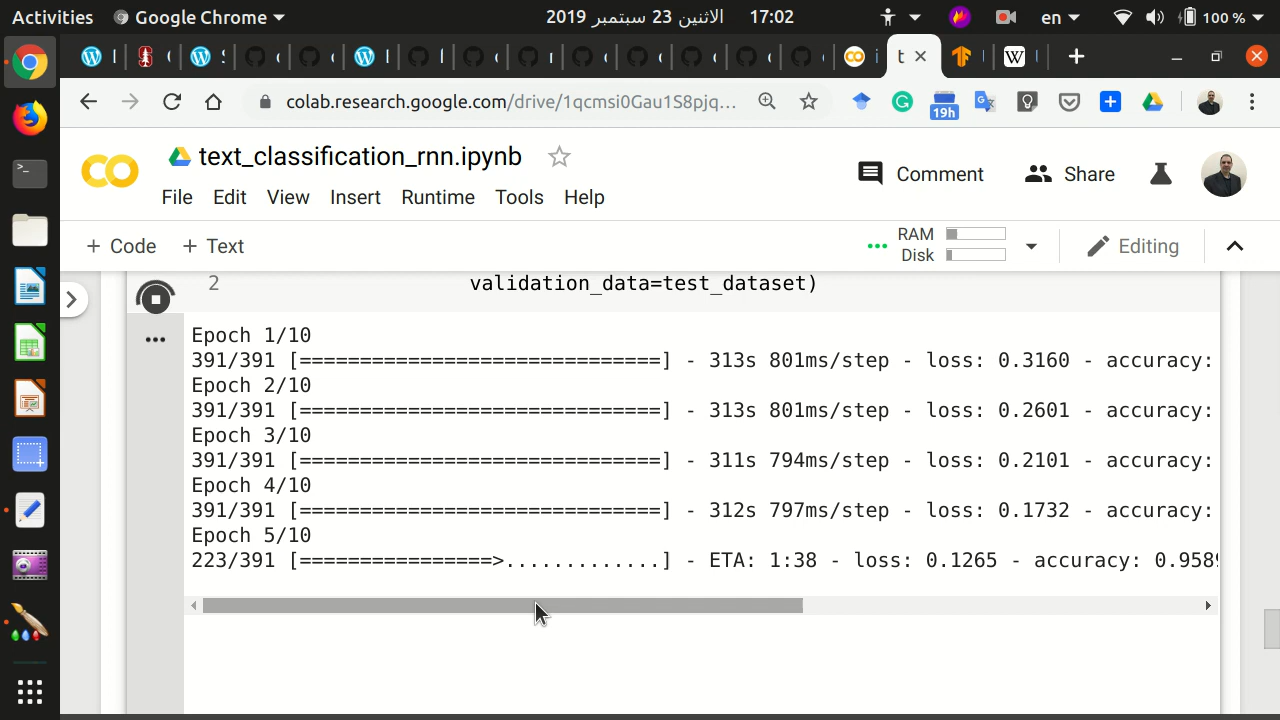 Activities Google Chrome 2019 الاثنين 23 سبتمبر 17:02 en 100 %
t
W
colab.research.google.com/drive/1qcmsi0Gau1S8pjq...
19h
text_classification_rnn.ipynb
File Edit View Insert Runtime Tools Help
Comment Share
+ Code + Text
RAM
Disk
Editing
2 validation_data=test_dataset)
Epoch 1/10
391/391 [==============================] - 313s 801ms/step - loss: 0.3160 - accuracy:
Epoch 2/10
391/391 [==============================] - 313s 801ms/step - loss: 0.2601 - accuracy:
Epoch 3/10
391/391 [==============================] - 311s 794ms/step - loss: 0.2101 - accuracy:
Epoch 4/10
391/391 [==============================] - 312s 797ms/step - loss: 0.1732 - accuracy:
Epoch 5/10
223/391 [================>.............] - ETA: 1:38 - loss: 0.1265 - accuracy: 0.9589